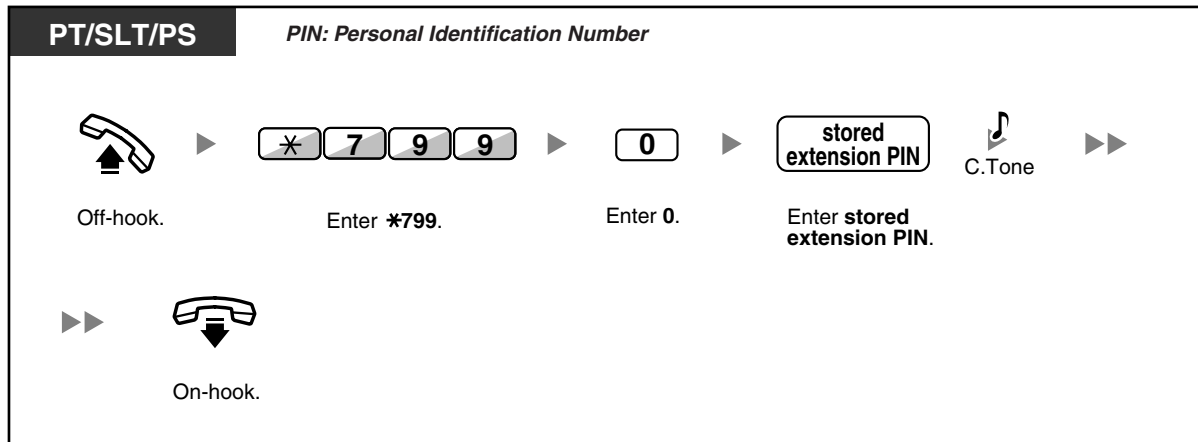 PT/SLT/PS
PIN: Personal Identification Number
* 7 9 9
0
stored
extension PIN
C.Tone
Off-hook.
Enter *799.
Enter 0.
Enter stored
extension PIN.
On-hook.